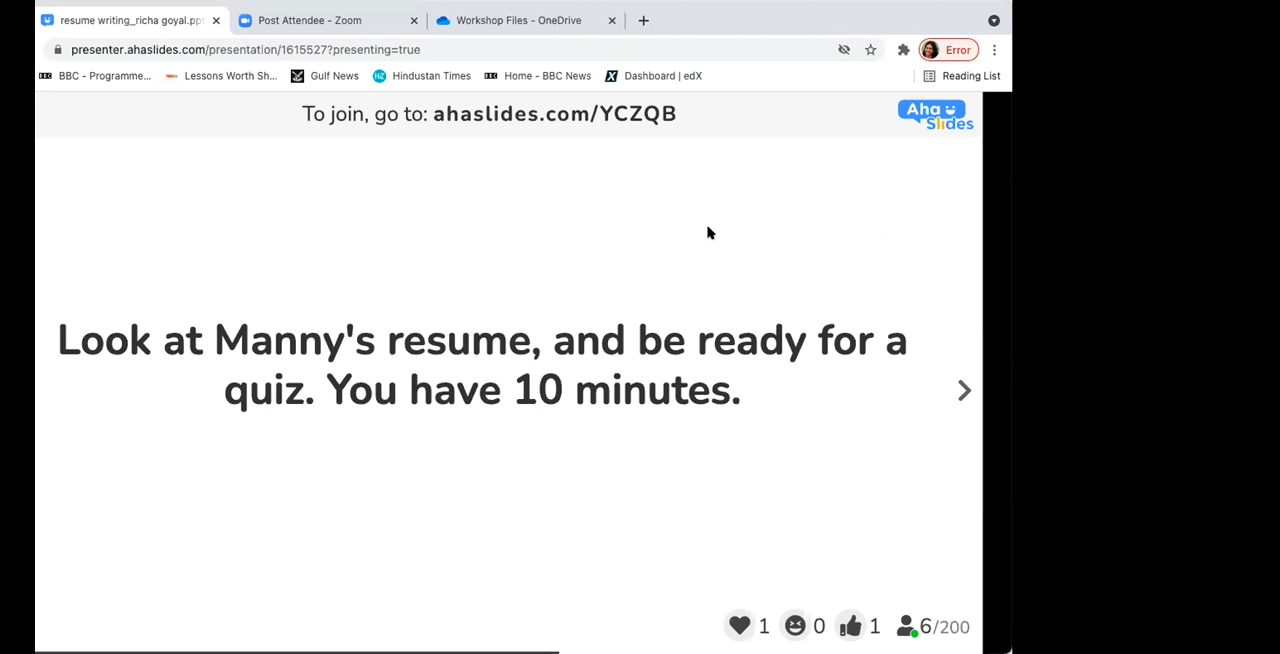 resume writing_richa goyal.ppt
Post Attendee - Zoom
Workshop Files - OneDrive
presenter.ahaslides.com/presentation/1615527?presenting=true
Error
BBC - Programme...
Lessons Worth Sh...
Gulf News
Hindustan Times
Home - BBC News
Dashboard | edX
Reading List
To join, go to: ahaslides.com/YCZQB
Aha
Slides
Look at Manny's resume, and be ready for a
quiz. You have 10 minutes.
1 0 1 6/200